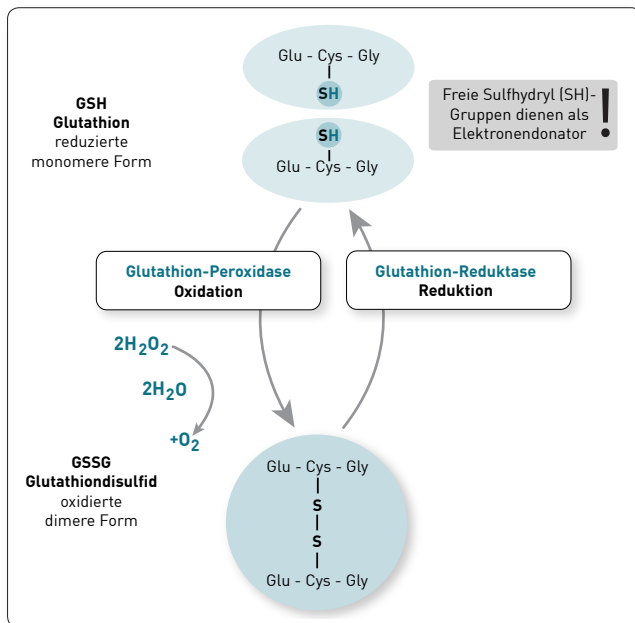 Glu - Cys - Gly
SH
SH
Glu - Cys - Gly
GSH
Glutathion
reduzierte
monomere Form
Freie Sulfhydryl (SH)-
Gruppen dienen als
Elektronendonator
!
Glutathion-Peroxidase
Oxidation
Glutathion-Reduktase
Reduktion
2H₂O₂
2H₂O
+O₂
GSSG
Glutathiondisulfid
oxidierte
dimere Form
Glu - Cys - Gly
S
S
Glu - Cys - Gly